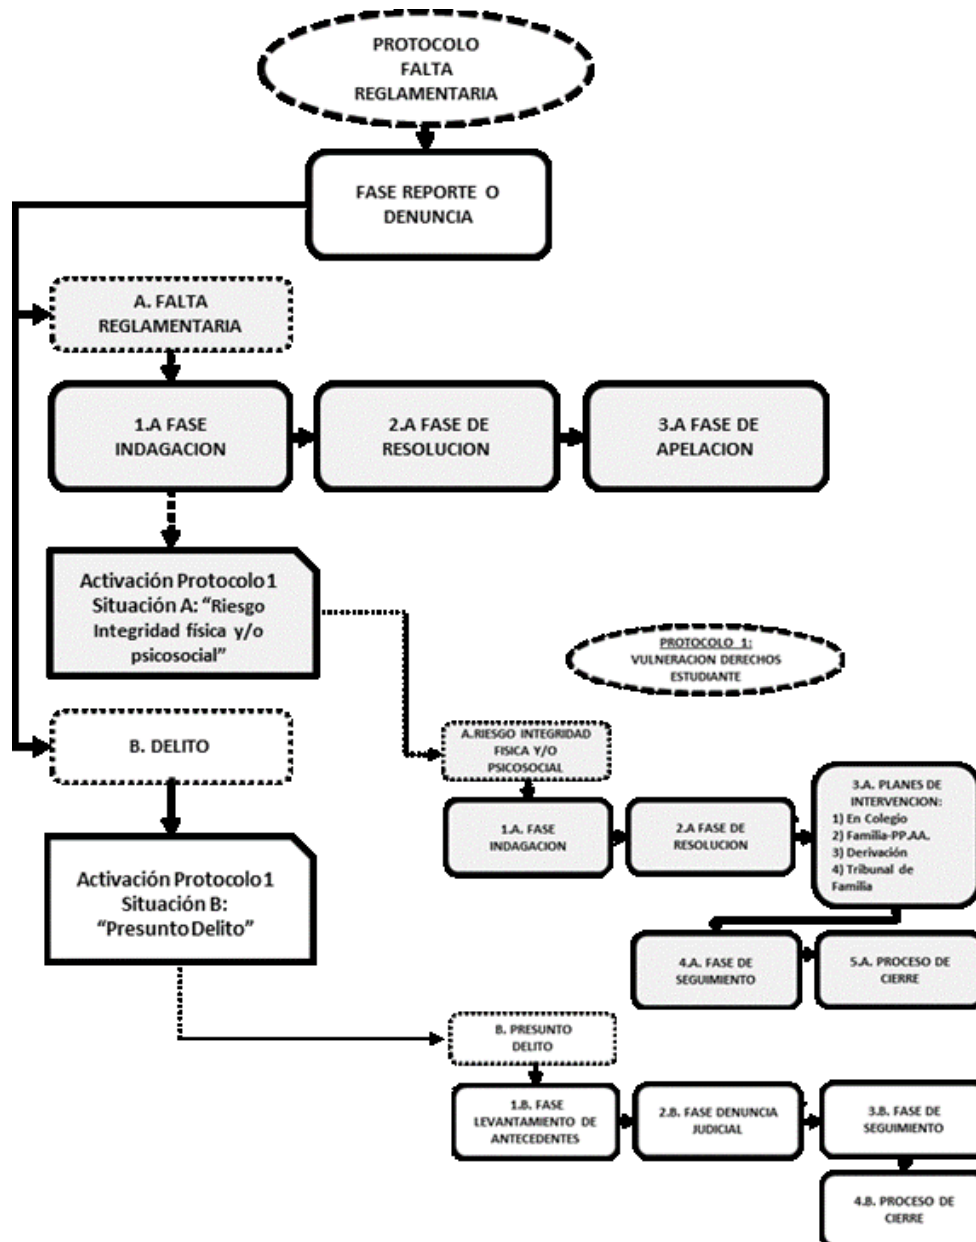 PROTOCOLO
FALTA
REGLAMENTARIA
FASE REPORTE O
DENUNCIA
A. FALTA
REGLAMENTARIA
1.A FASE
INDAGACION
2.A FASE DE
RESOLUCION
3.A FASE DE
APELACION
Activación Protocolo 1
Situación A: “Riesgo
Integridad física y/o
psicosocial”
PROTOCOLO 1:
VULNERACION DERECHOS
ESTUDIANTE
B. DELITO
A.RIESGO INTEGRIDAD
FISICA Y/O
PSICOSOCIAL
1.A. FASE
INDAGACION
2.A FASE DE
RESOLUCION
3.A. PLANES DE
INTERVENCION:
1) En Colegio
2) Familia-PP.AA.
3) Derivación
4) Tribunal de
Familia
Activación Protocolo 1
Situación B:
“Presunto Delito”
4.A. FASE DE
SEGUIMIENTO
5.A. PROCESO DE
CIERRE
B. PRESUNTO
DELITO
1.B. FASE
LEVANTAMIENTO DE
ANTECEDENTES
2.B. FASE DENUNCIA
JUDICIAL
3.B. FASE DE
SEGUIMIENTO
4.B. PROCESO DE
CIERRE